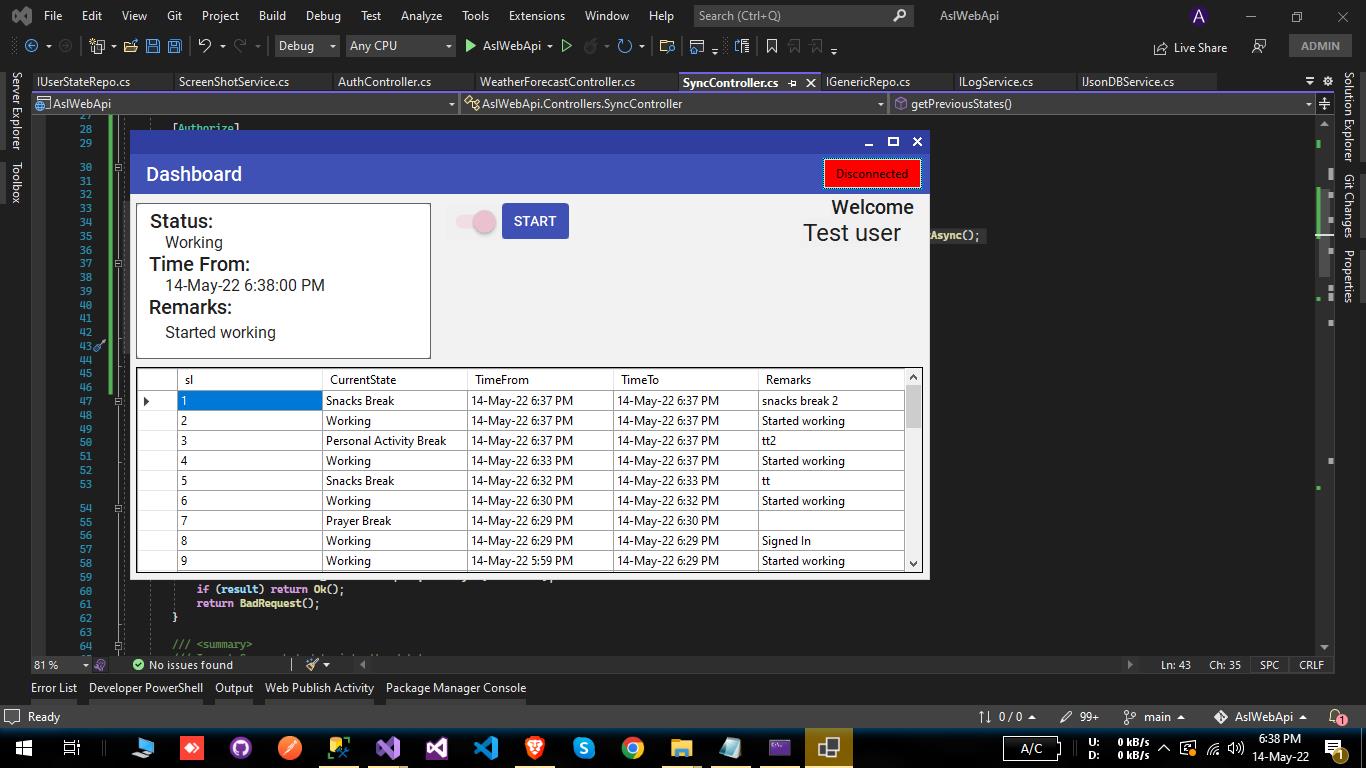 File Edit View Git Project Build Debug Test Analyze Tools Extensions Window Help Search (Ctrl+Q) AslWebApi A
Debug Any CPU AslWebApi Live Share ADMIN
IUserStateRepo.cs ScreenShotService.cs AuthController.cs WeatherForecastController.cs SyncController.cs IGenericRepo.cs ILogService.cs IJsonDBService.cs
AslWebApi AslWebApi.Controllers.SyncController getPreviousStates()
Server Explorer
Toolbox
Solution Explorer
Git Changes
Properties
27
28 [Authorize]
29
30
31
32
33
34
35 Async();
36
37
38
39
40
41
42
43
44
45
46
47
48
49
50
51
52
53
54
55
56
57
58
59
60 if (result) return Ok();
61 return BadRequest();
62 }
63
64 /// <summary>
Dashboard
Disconnected
Status:
Working
Time From:
14-May-22 6:38:00 PM
Remarks:
Started working
START
Welcome
Test user
sl CurrentState TimeFrom TimeTo Remarks
1 Snacks Break 14-May-22 6:37 PM 14-May-22 6:37 PM snacks break 2
2 Working 14-May-22 6:37 PM 14-May-22 6:37 PM Started working
3 Personal Activity Break 14-May-22 6:37 PM 14-May-22 6:37 PM tt2
4 Working 14-May-22 6:33 PM 14-May-22 6:37 PM Started working
5 Snacks Break 14-May-22 6:32 PM 14-May-22 6:33 PM tt
6 Working 14-May-22 6:30 PM 14-May-22 6:32 PM Started working
7 Prayer Break 14-May-22 6:29 PM 14-May-22 6:30 PM
8 Working 14-May-22 6:29 PM 14-May-22 6:29 PM Signed In
9 Working 14-May-22 5:59 PM 14-May-22 6:29 PM Started working
81 % No issues found Ln: 43 Ch: 35 SPC CRLF
Error List Developer PowerShell Output Web Publish Activity Package Manager Console
Ready 0 / 0 99+ main AslWebApi 1
A/C U: 0 kB/s 6:38 PM
D: 0 kB/s 14-May-22 1